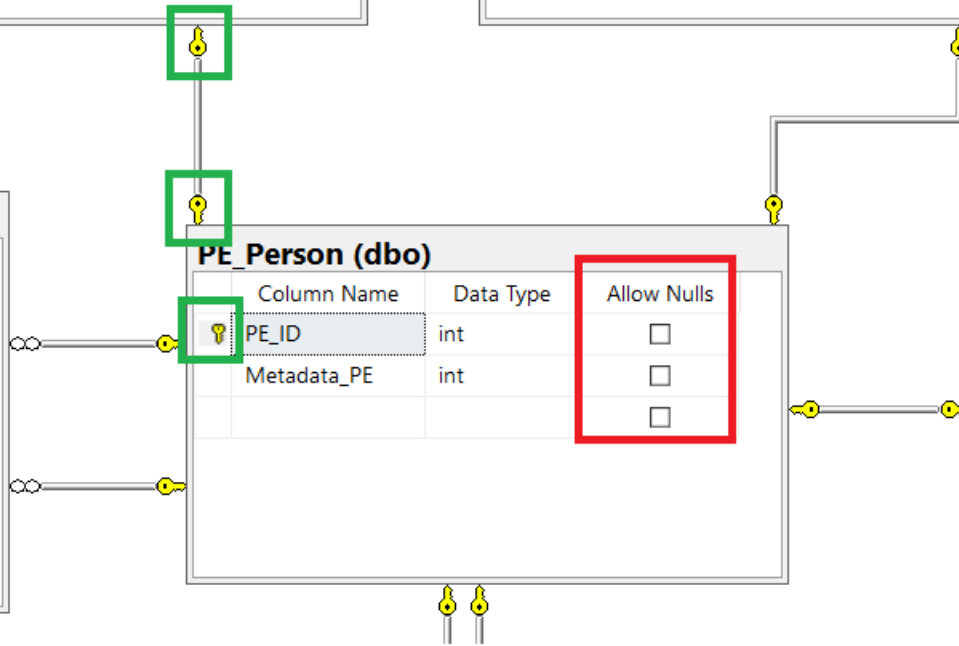 PE_Person (dbo)
Column Name Data Type Allow Nulls
PE_ID int
Metadata_PE int